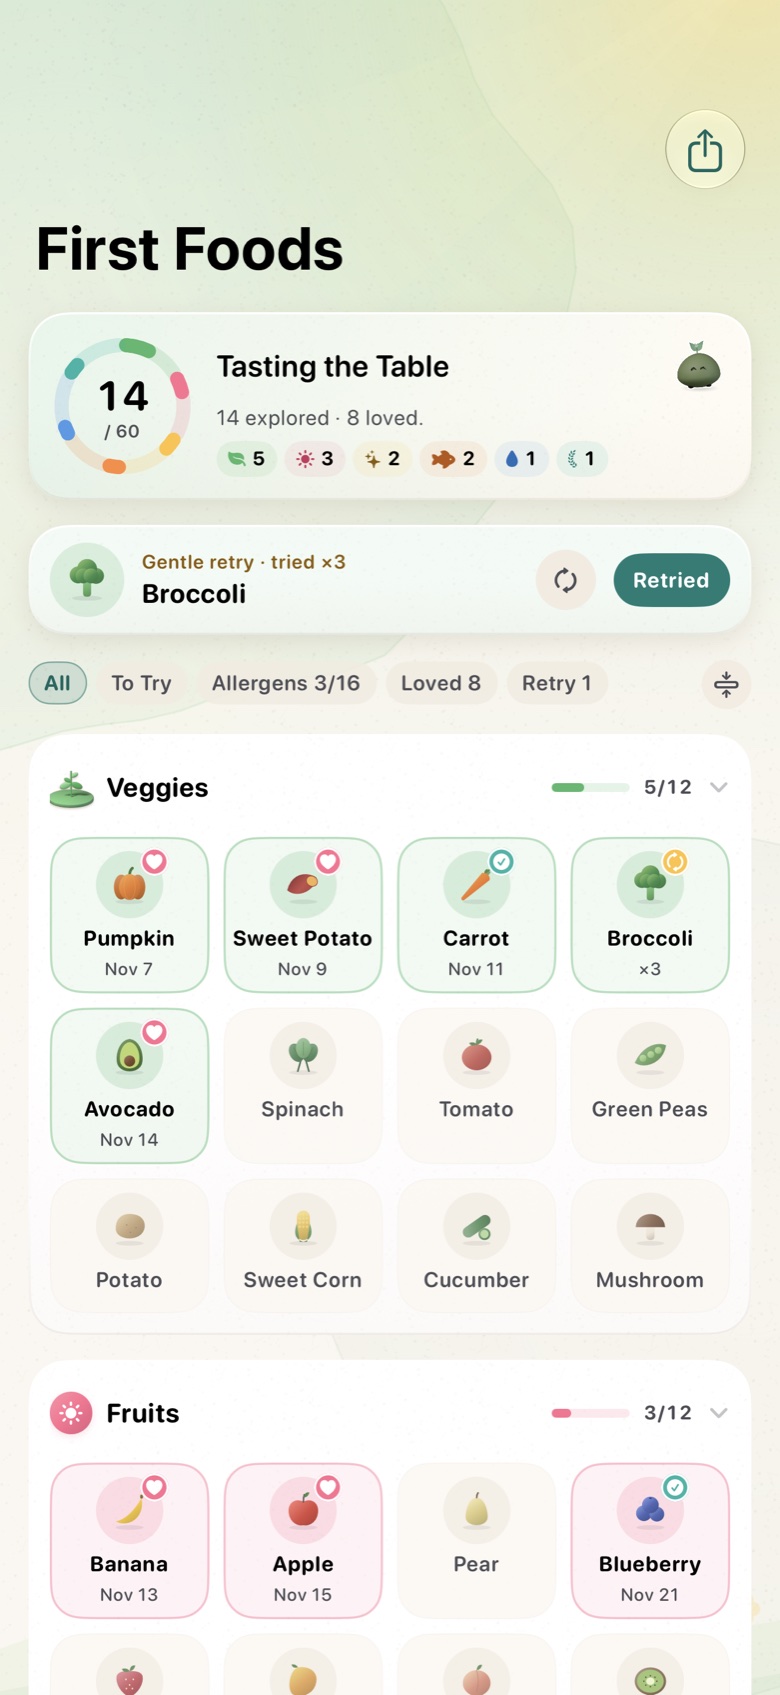 First Foods
14
/ 60
Tasting the Table
14 explored · 8 loved.
5 3 2 2 1 1
Gentle retry · tried ×3
Broccoli
Retried
All To Try Allergens 3/16 Loved 8 Retry 1
Veggies 5/12
Pumpkin Sweet Potato Carrot Broccoli
Nov 7 Nov 9 Nov 11 ×3
Avocado Spinach Tomato Green Peas
Nov 14
Potato Sweet Corn Cucumber Mushroom
Fruits 3/12
Banana Apple Pear Blueberry
Nov 13 Nov 15 Nov 21